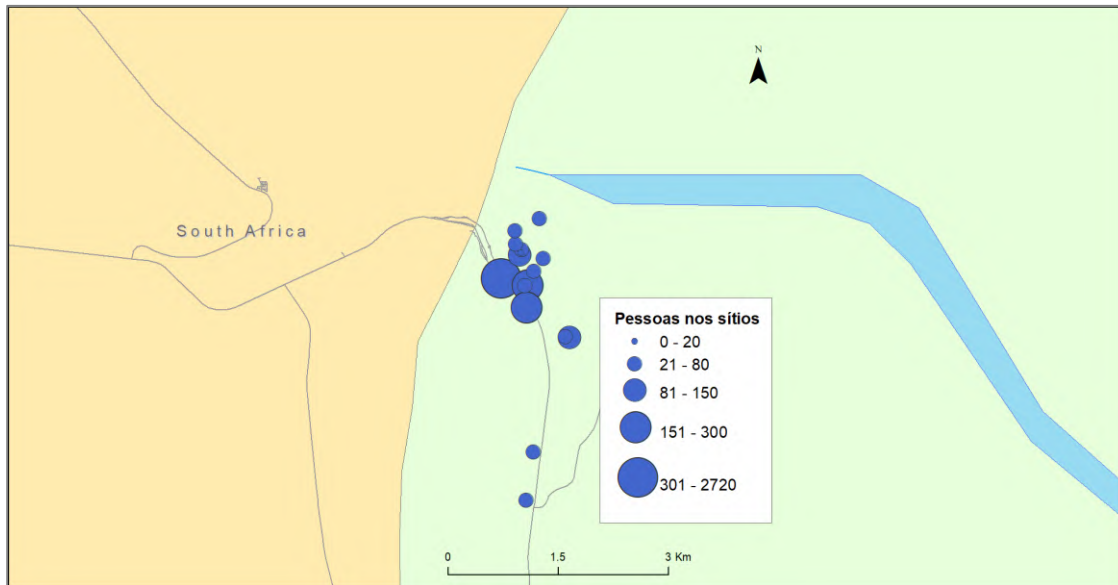 N
South Africa
Pessoas nos sítios
0 - 20
21 - 80
81 - 150
151 - 300
301 - 2720
0 1.5 3 Km